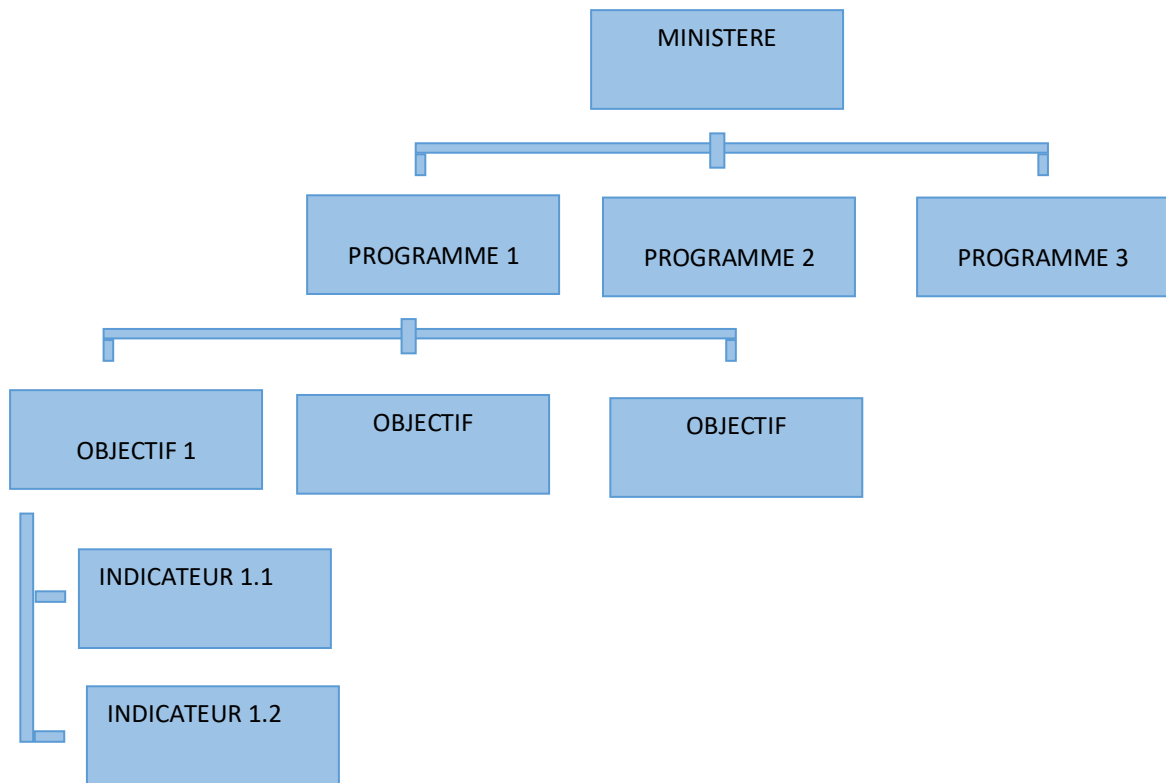 MINISTERE
PROGRAMME 1
PROGRAMME 2
PROGRAMME 3
OBJECTIF 1
OBJECTIF
OBJECTIF
INDICATEUR 1.1
INDICATEUR 1.2